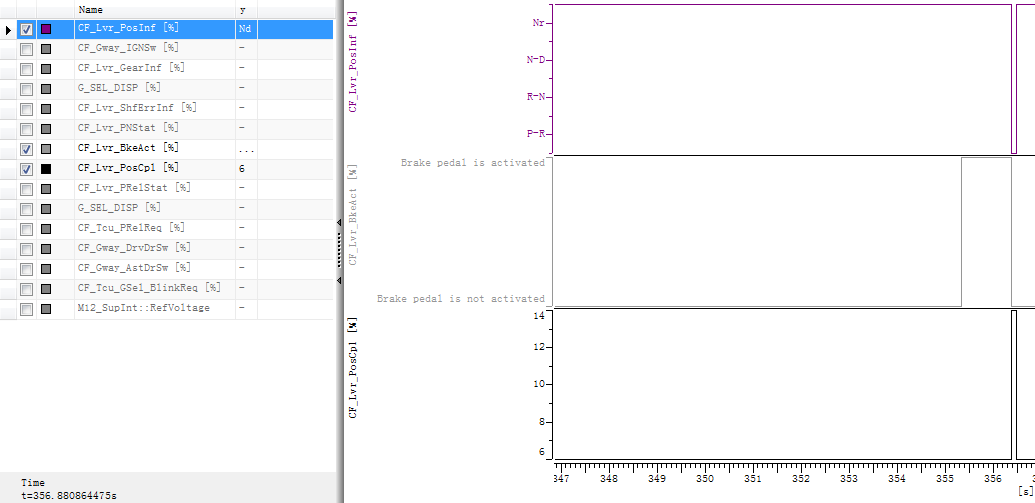 Name y
CF_Lvr_PosInf [%] Nd
CF_Gway_IGNSw [%] -
CF_Lvr_GearInf [%] -
G_SEL_DISP [%] -
CF_Lvr_ShfErrInf [%] -
CF_Lvr_PNStat [%] -
CF_Lvr_BkeAct [%] ...
CF_Lvr_PosCpl [%] 6
CF_Lvr_PRelStat [%] -
G_SEL_DISP [%] -
CF_Tcu_PRelReq [%] -
CF_Gway_DrvDrSw [%] -
CF_Gway_AstDrSw [%] -
CF_Tcu_GSel_BlinkReq [%] -
M12_SupInt::RefVoltage -
Time
t=356.880864475s
CF_Lvr_PosInf [%]
Nr
N-D
R-N
P-R
CF_Lvr_BkeAct [%]
Brake pedal is activated
Brake pedal is not activated
CF_Lvr_PosCpl [%]
14
12
10
8
6
347 348 349 350 351 352 353 354 355 356
[s]